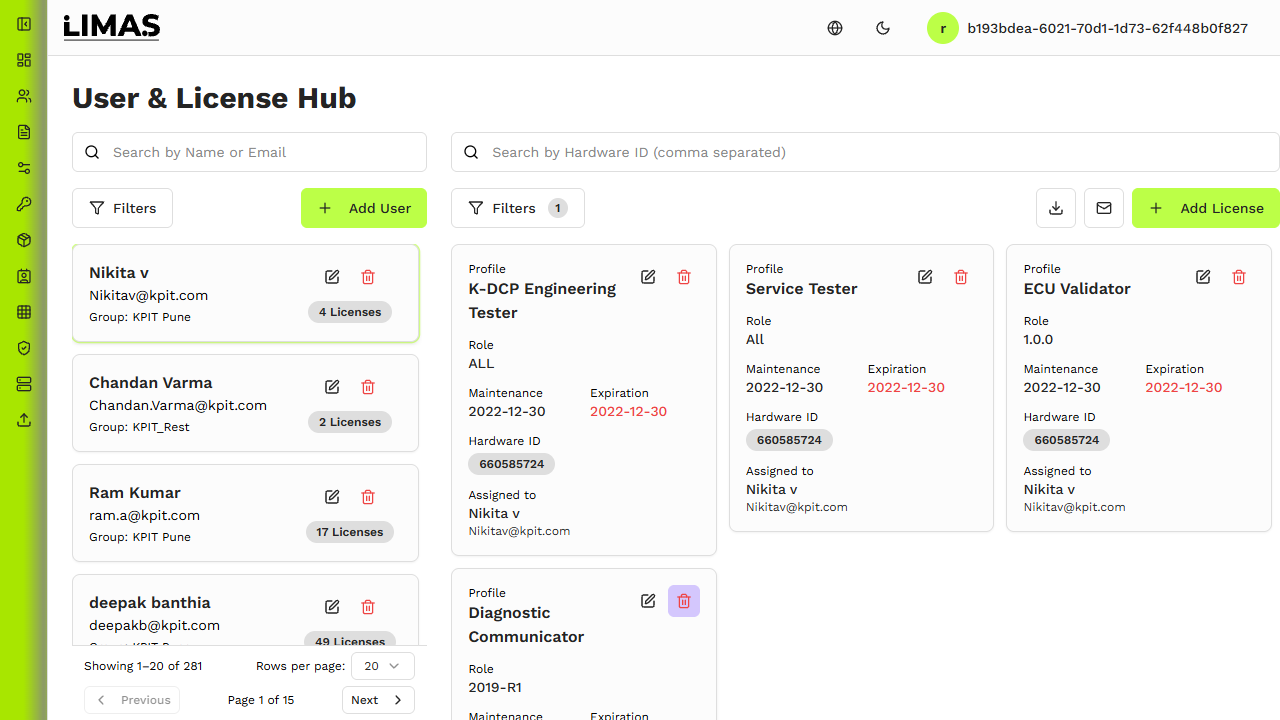 LIMAS
r
b193bdea-6021-70d1-1d73-62f448b0f827
User & License Hub
Search by Name or Email
Filters
Add User
Nikita v
Nikitav@kpit.com
Group: KPIT Pune
4 Licenses
Chandan Varma
Chandan.Varma@kpit.com
Group: KPIT_Rest
2 Licenses
Ram Kumar
ram.a@kpit.com
Group: KPIT Pune
17 Licenses
deepak banthia
deepakb@kpit.com
49 Licenses
Showing 1–20 of 281
Rows per page: 20
Previous
Page 1 of 15
Next
Search by Hardware ID (comma separated)
Filters 1
Add License
Profile
K-DCP Engineering
Tester
Role
ALL
Maintenance Expiration
2022-12-30 2022-12-30
Hardware ID
660585724
Assigned to
Nikita v
Nikitav@kpit.com
Profile
Service Tester
Role
All
Maintenance Expiration
2022-12-30 2022-12-30
Hardware ID
660585724
Assigned to
Nikita v
Nikitav@kpit.com
Profile
ECU Validator
Role
1.0.0
Maintenance Expiration
2022-12-30 2022-12-30
Hardware ID
660585724
Assigned to
Nikita v
Nikitav@kpit.com
Profile
Diagnostic
Communicator
Role
2019-R1
Maintenance Expiration